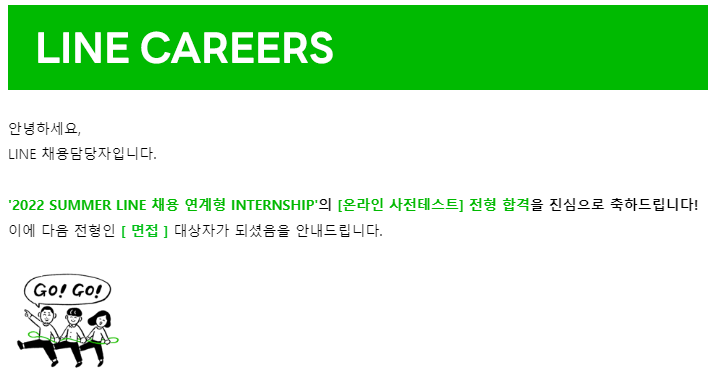 LINE CAREERS
안녕하세요,
LINE 채용담당자입니다.
'2022 SUMMER LINE 채용 연계형 INTERNSHIP'의 [온라인 사전테스트] 전형 합격을 진심으로 축하드립니다!
이에 다음 전형인 [ 면접 ] 대상자가 되셨음을 안내드립니다.
GO! GO!